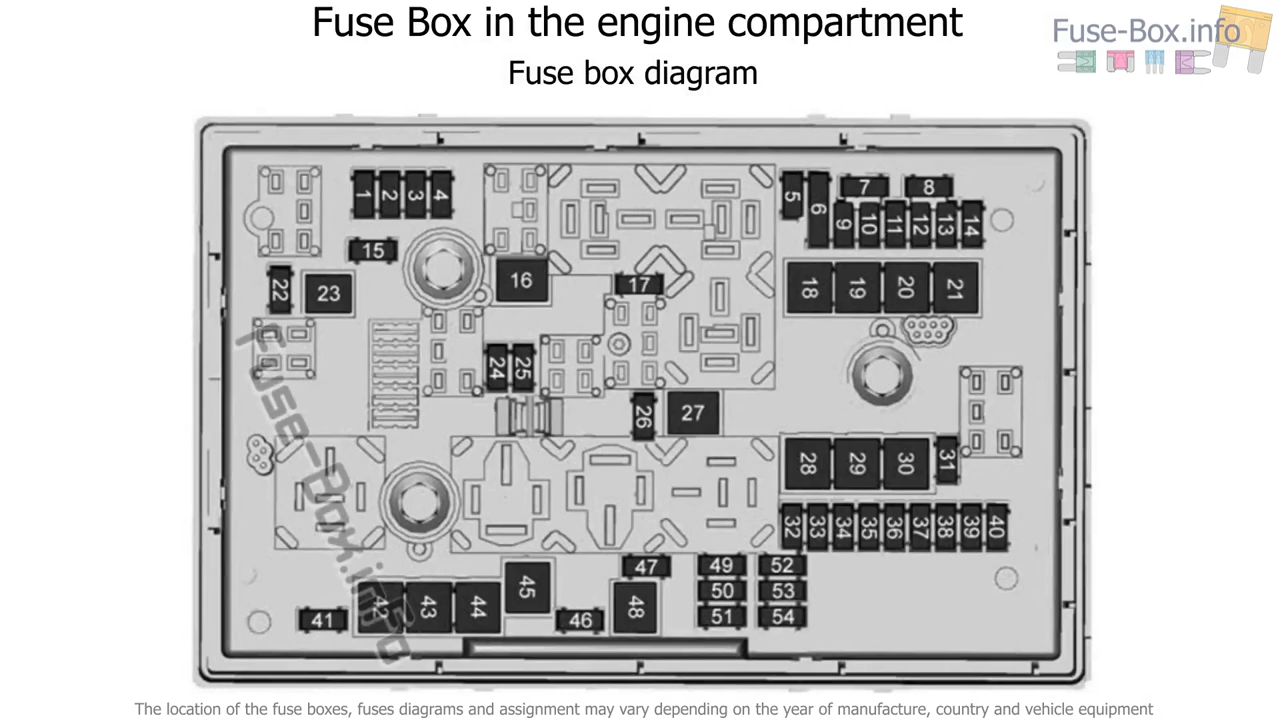 Fuse Box in the engine compartment
Fuse box diagram
Fuse-Box.info
1 2 3 4
5 6 7 8
9 10 11 12 13 14
15
16
17
18 19 20 21
22 23
24 25
26 27
28 29 30 31
32 33 34 35 36 37 38 39 40
41 42 43 44 45
46 47 48
49 52
50 53
51 54
Fuse-Box.info
The location of the fuse boxes, fuses diagrams and assignment may vary depending on the year of manufacture, country and vehicle equipment